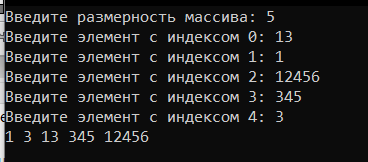 Введите размерность массива: 5
Введите элемент с индексом 0: 13
Введите элемент с индексом 1: 1
Введите элемент с индексом 2: 12456
Введите элемент с индексом 3: 345
Введите элемент с индексом 4: 3
1 3 13 345 12456